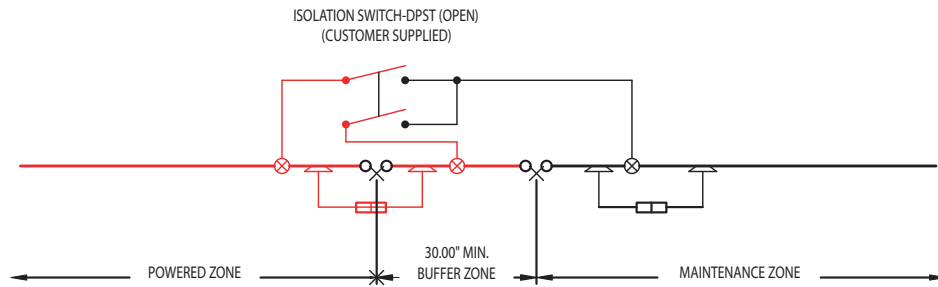 ISOLATION SWITCH-DPST (OPEN)
(CUSTOMER SUPPLIED)
POWERED ZONE
30.00" MIN.
BUFFER ZONE
MAINTENANCE ZONE